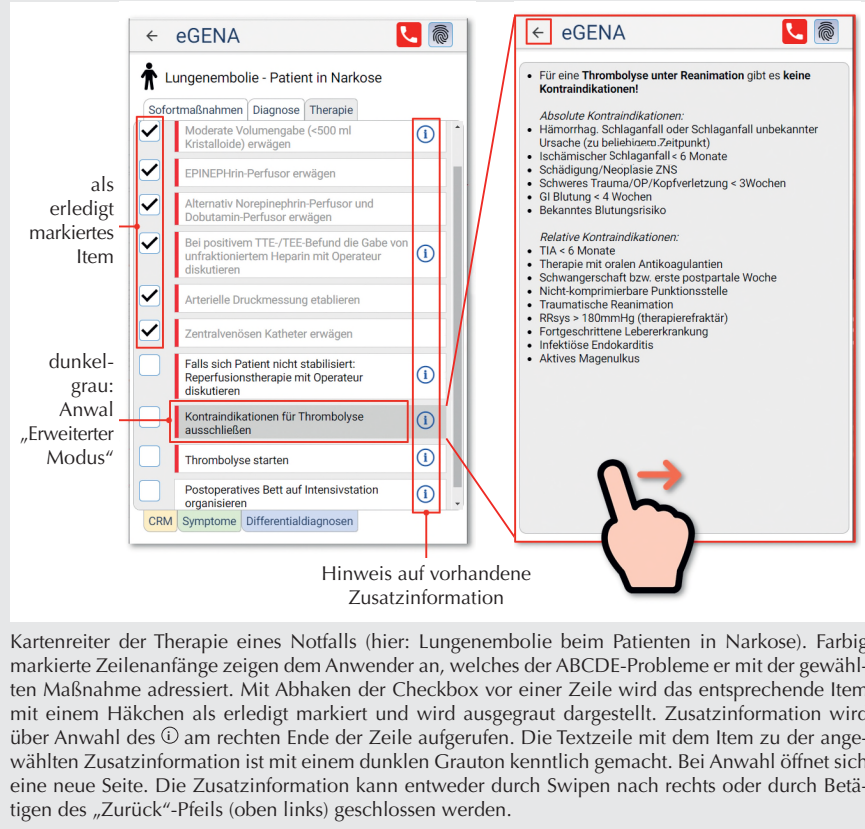 eGENA
Lungenembolie - Patient in Narkose
Sofortmaßnahmen Diagnose Therapie
Moderate Volumengabe (<500 ml
Kristalloide) erwägen
EPINEPHrin-Perfusor erwägen
Alternativ Norepinephrin-Perfusor und
Dobutamin-Perfusor erwägen
Bei positivem TTE-/TEE-Befund die Gabe von
unfraktioniertem Heparin mit Operateur
diskutieren
Arterielle Druckmessung etablieren
Zentralvenösen Katheter erwägen
Falls sich Patient nicht stabilisiert:
Reperfusionstherapie mit Operateur
diskutieren
Kontraindikationen für Thrombolyse
ausschließen
Thrombolyse starten
Postoperatives Bett auf Intensivstation
organisieren
CRM Symptome Differentialdiagnosen
als
erledigt
markiertes
Item
dunkel-
grau:
Anwal
„Erweiterter
Modus“
Hinweis auf vorhandene
Zusatzinformation
eGENA
• Für eine Thrombolyse unter Reanimation gibt es keine
Kontraindikationen!
Absolute Kontraindikationen:
• Hämorrhag. Schlaganfall oder Schlaganfall unbekannter
Ursache (zu beliebigem Zeitpunkt)
• Ischämischer Schlaganfall < 6 Monate
• Schädigung/Neoplasie ZNS
• Schweres Trauma/OP/Kopfverletzung < 3Wochen
• GI Blutung < 4 Wochen
• Bekanntes Blutungsrisiko
Relative Kontraindikationen:
• TIA < 6 Monate
• Therapie mit oralen Antikoagulantien
• Schwangerschaft bzw. erste postpartale Woche
• Nicht-komprimierbare Punktionsstelle
• Traumatische Reanimation
• RRsys > 180mmHg (therapierefraktär)
• Fortgeschrittene Lebererkrankung
• Infektiöse Endokarditis
• Aktives Magenulkus
Kartenreiter der Therapie eines Notfalls (hier: Lungenembolie beim Patienten in Narkose). Farbig
markierte Zeilenanfänge zeigen dem Anwender an, welches der ABCDE-Probleme er mit der gewähl-
ten Maßnahme adressiert. Mit Abhaken der Checkbox vor einer Zeile wird das entsprechende Item
mit einem Häkchen als erledigt markiert und wird ausgegraut dargestellt. Zusatzinformation wird
über Anwahl des ⓘ am rechten Ende der Zeile aufgerufen. Die Textzeile mit dem Item zu der ange-
wählten Zusatzinformation ist mit einem dunklen Grauton kenntlich gemacht. Bei Anwahl öffnet sich
eine neue Seite. Die Zusatzinformation kann entweder durch Swipen nach rechts oder durch Betä-
tigen des „Zurück“-Pfeils (oben links) geschlossen werden.